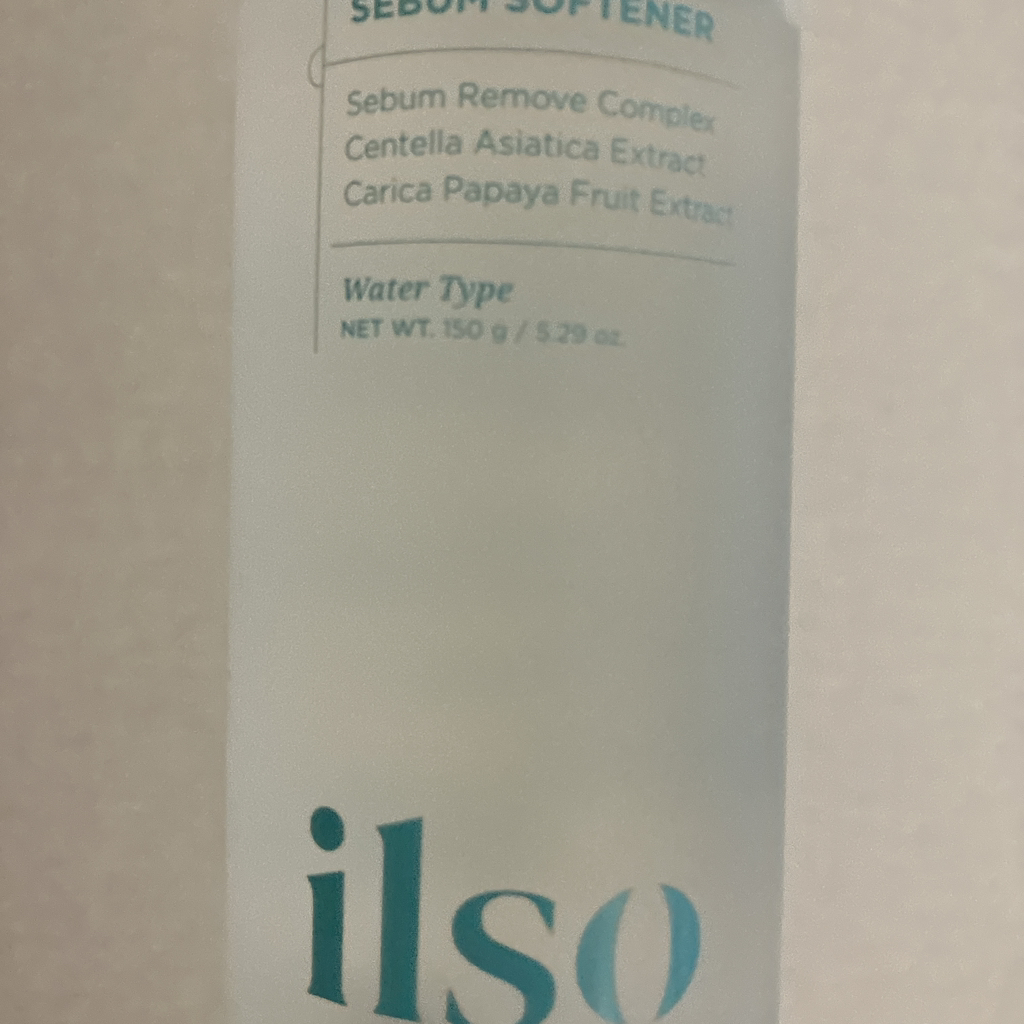 SEBUM SOFTENER
Sebum Remove Complex
Centella Asiatica Extract
Carica Papaya Fruit Extract
Water Type
NET WT. 150 g / 5.29 oz.
ilso